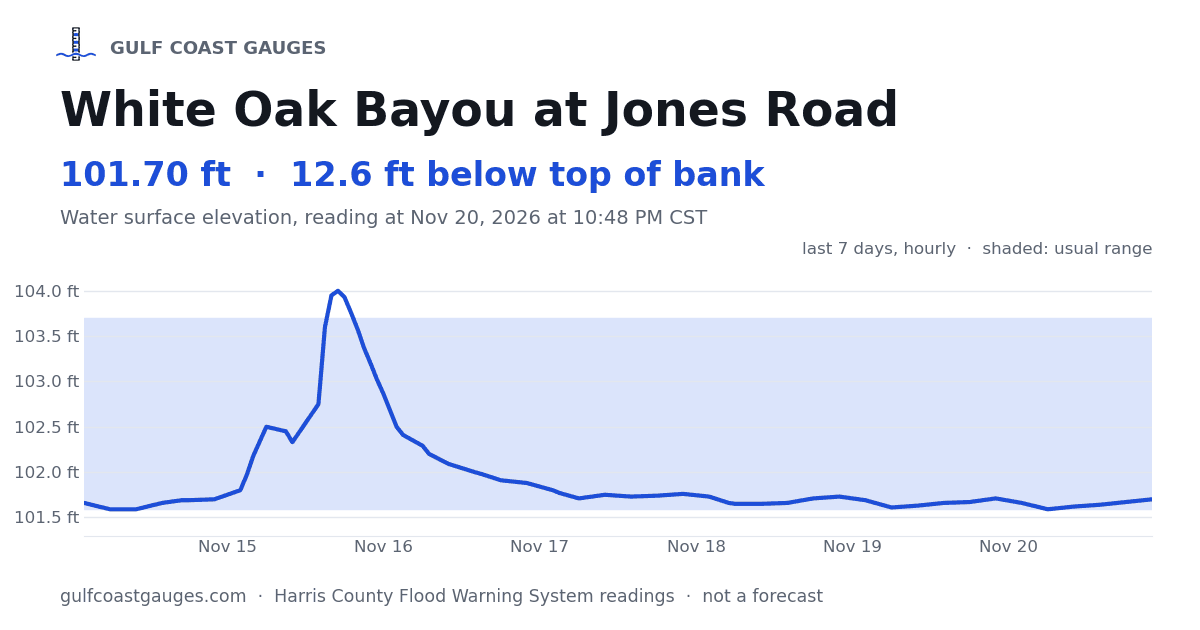 GULF COAST GAUGES
White Oak Bayou at Jones Road
101.70 ft · 12.6 ft below top of bank
Water surface elevation, reading at Nov 20, 2026 at 10:48 PM CST
last 7 days, hourly · shaded: usual range
104.0 ft
103.5 ft
103.0 ft
102.5 ft
102.0 ft
101.5 ft
Nov 15 Nov 16 Nov 17 Nov 18 Nov 19 Nov 20
gulfcoastgauges.com · Harris County Flood Warning System readings · not a forecast